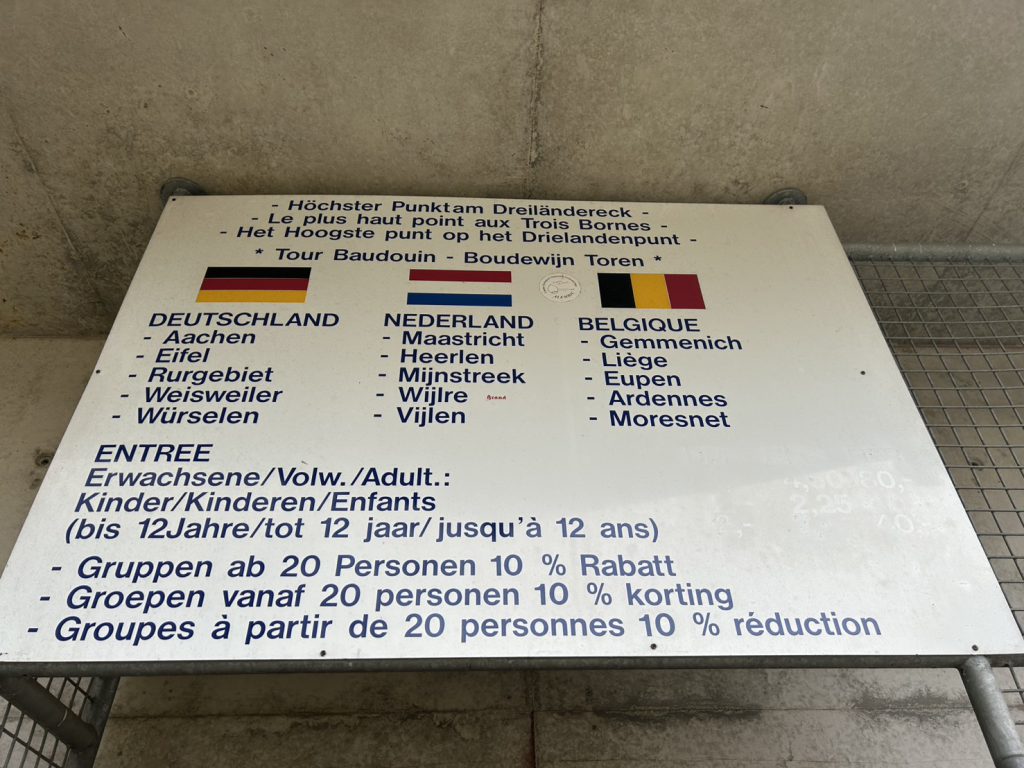 - Höchster Punkt am Dreiländereck -
- Le plus haut point aux Trois Bornes -
- Het Hoogste punt op het Drielandenpunt -
* Tour Baudouin - Boudewijn Toren *
DEUTSCHLAND
- Aachen
- Eifel
- Rurgebiet
- Weisweiler
- Würselen
NEDERLAND
- Maastricht
- Heerlen
- Mijnstreek
- Wijlre
- Vijlen
BELGIQUE
- Gemmenich
- Liège
- Eupen
- Ardennes
- Moresnet
ENTREE
Erwachsene/Volw./Adult.:
Kinder/Kinderen/Enfants
(bis 12Jahre/tot 12 jaar/jusqu'à 12 ans)
- Gruppen ab 20 Personen 10 % Rabatt
- Groepen vanaf 20 personen 10 % korting
- Groupes à partir de 20 personnes 10 % réduction